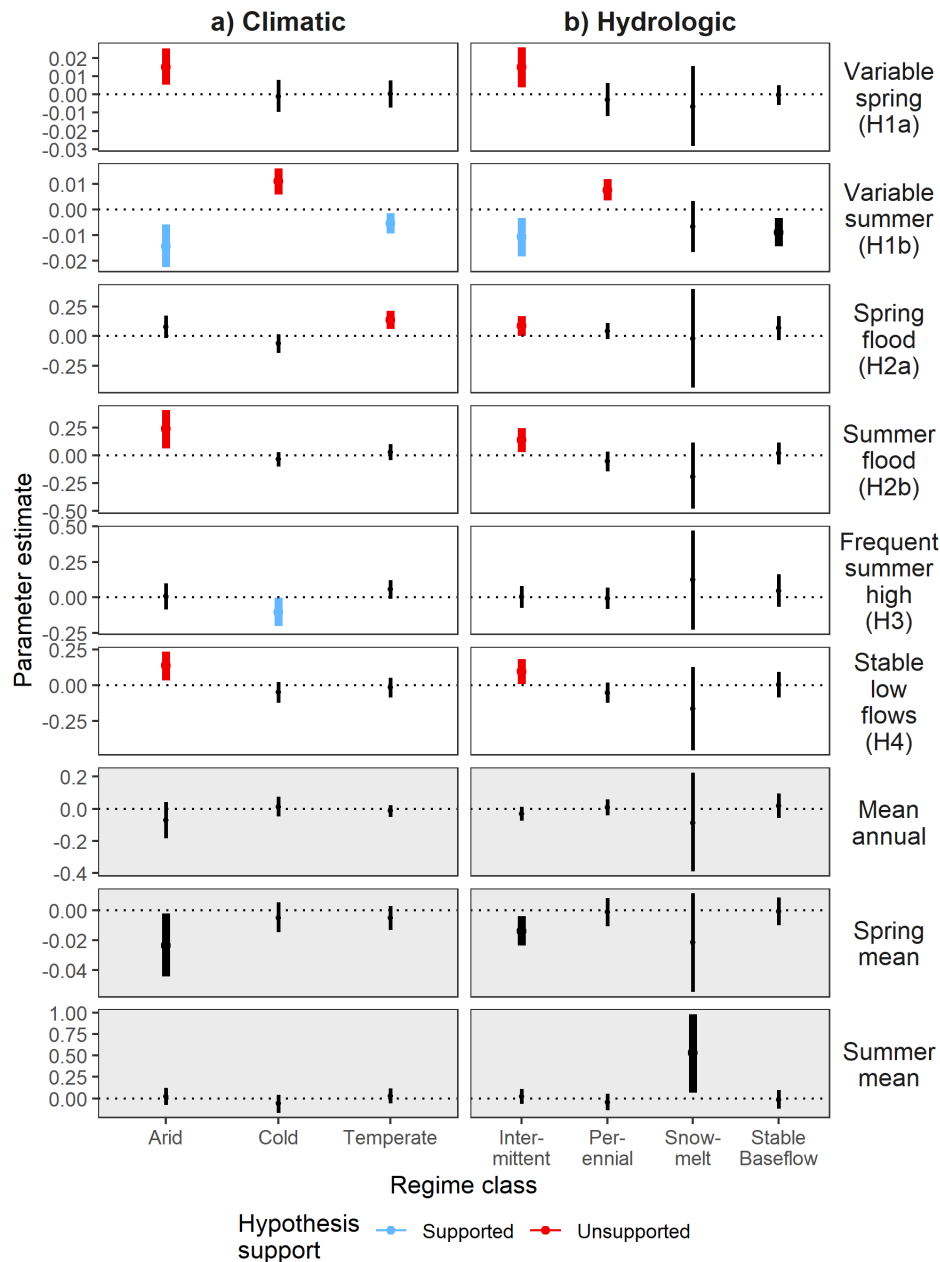 a) Climatic
b) Hydrologic
0.02
0.01
0.00
-0.01
-0.02
-0.03
Variable
spring
(H1a)
0.01
0.00
-0.01
-0.02
Variable
summer
(H1b)
0.25
0.00
-0.25
Spring
flood
(H2a)
0.25
0.00
-0.25
-0.50
Summer
flood
(H2b)
0.50
0.25
0.00
-0.25
Frequent
summer
high
(H3)
0.25
0.00
-0.25
Stable
low
flows
(H4)
0.2
0.0
-0.2
-0.4
Mean
annual
0.00
-0.02
-0.04
Spring
mean
1.00
0.75
0.50
0.25
0.00
Summer
mean
Parameter estimate
Arid
Cold
Temperate
Inter-
mittent
Per-
ennial
Snow-
melt
Stable
Baseflow
Regime class
Hypothesis
support
Supported
Unsupported